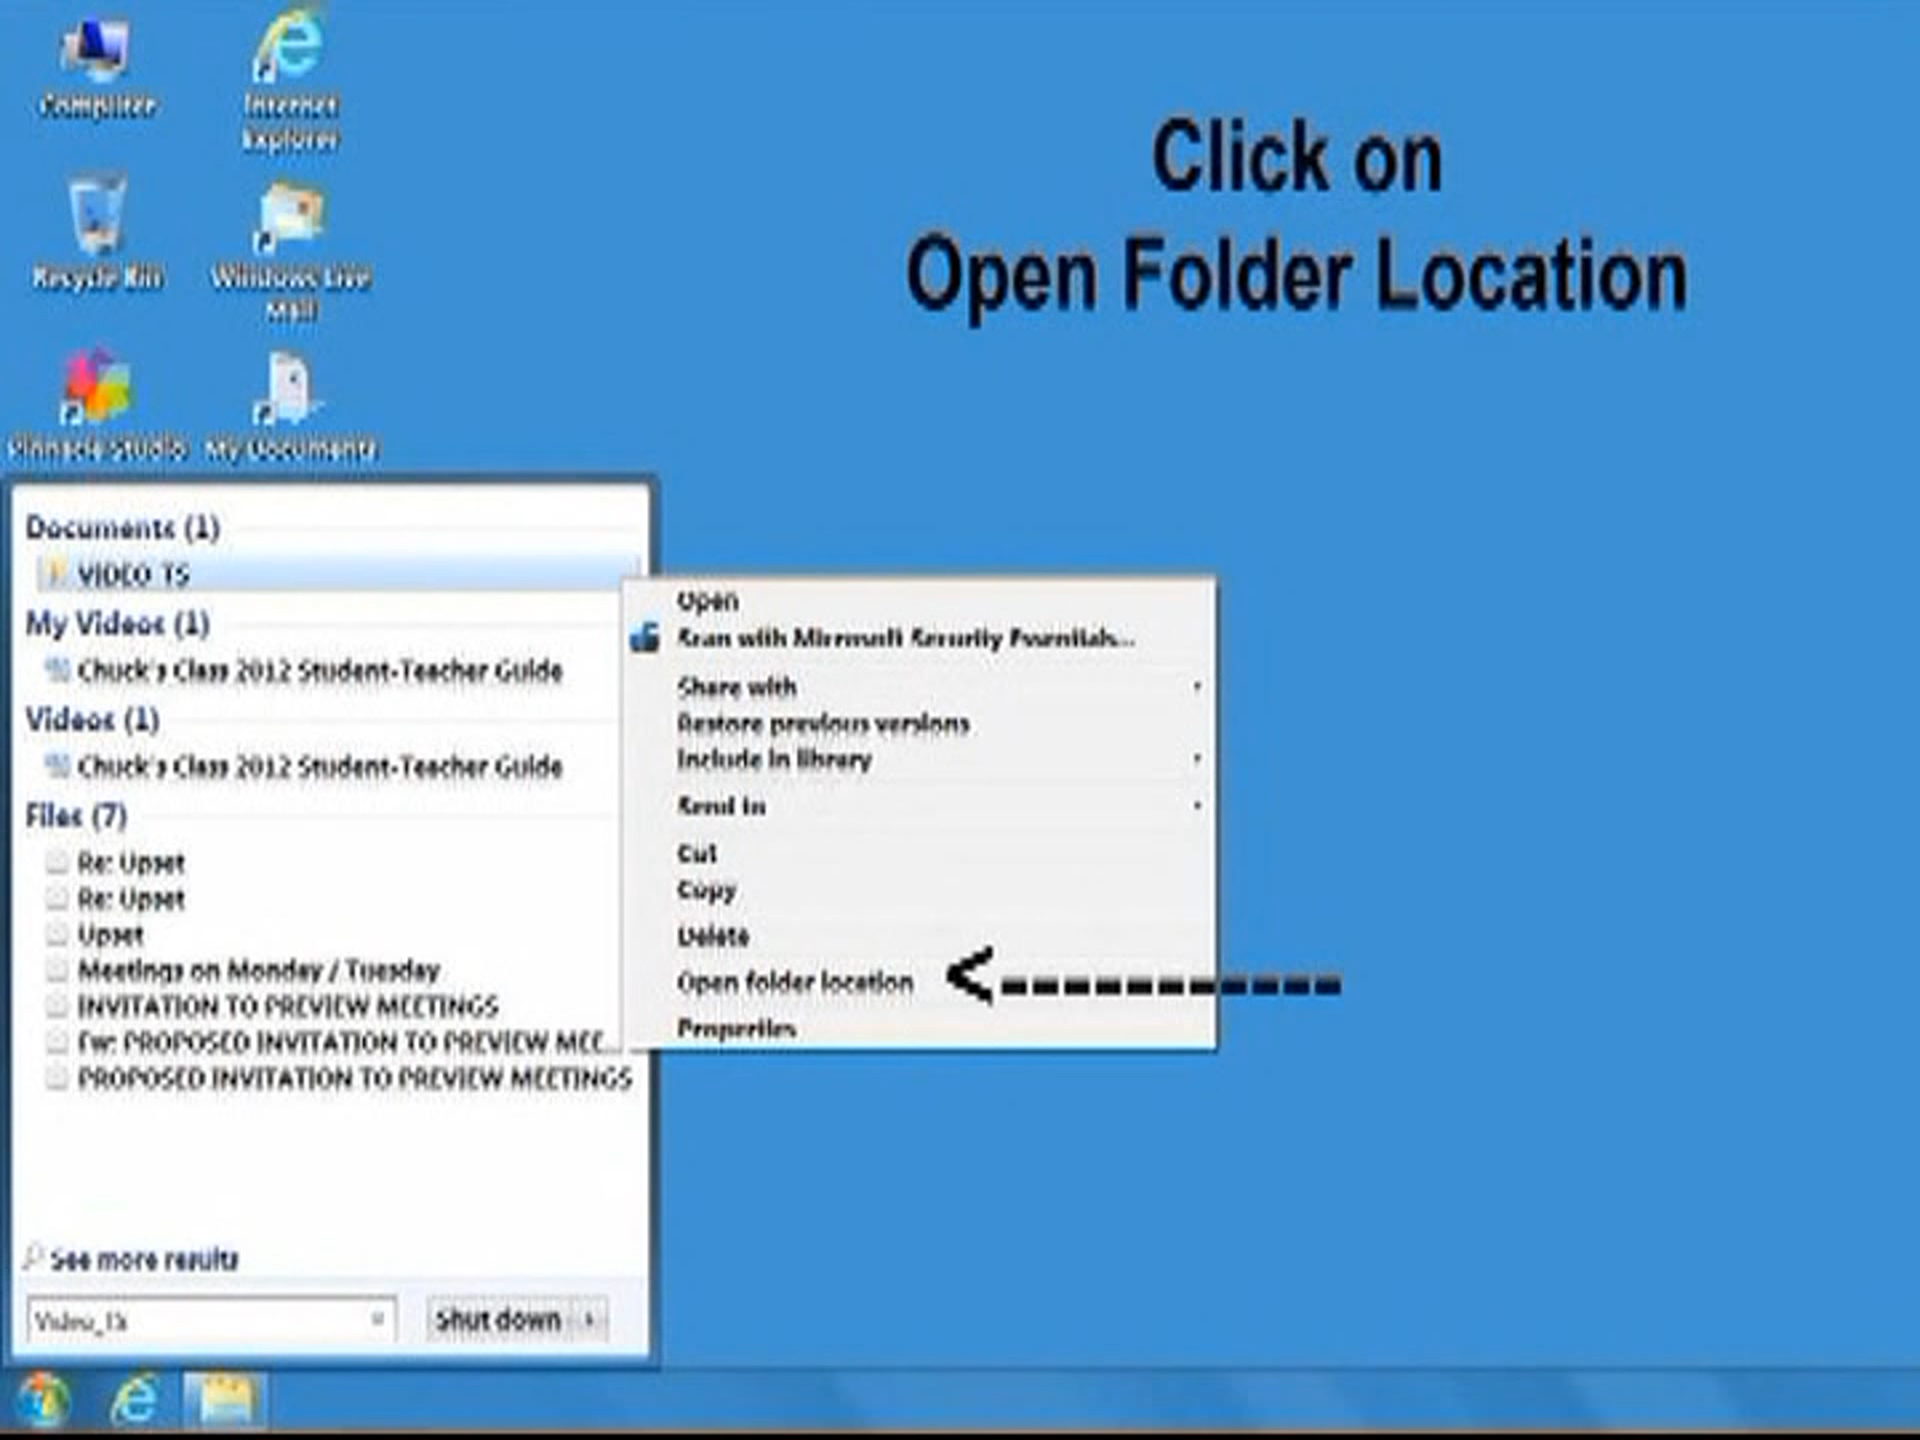 Computer
Internet
Explorer
Recycle Bin
Windows Live
Mail
Pinnacle Studio
My Documents
Click on
Open Folder Location
Documents (1)
VIDEO_TS
My Videos (1)
Chuck's Class 2012 Student-Teacher Guide
Videos (1)
Chuck's Class 2012 Student-Teacher Guide
Files (7)
Re: Upset
Re: Upset
Upset
Meetings on Monday / Tuesday
INVITATION TO PREVIEW MEETINGS
Fw: PROPOSED INVITATION TO PREVIEW MEE...
PROPOSED INVITATION TO PREVIEW MEETINGS
See more results
Video_Ts
Shut down
Open
Scan with Microsoft Security Essentials...
Share with
Restore previous versions
Include in library
Send to
Cut
Copy
Delete
Open folder location <-----------
Properties